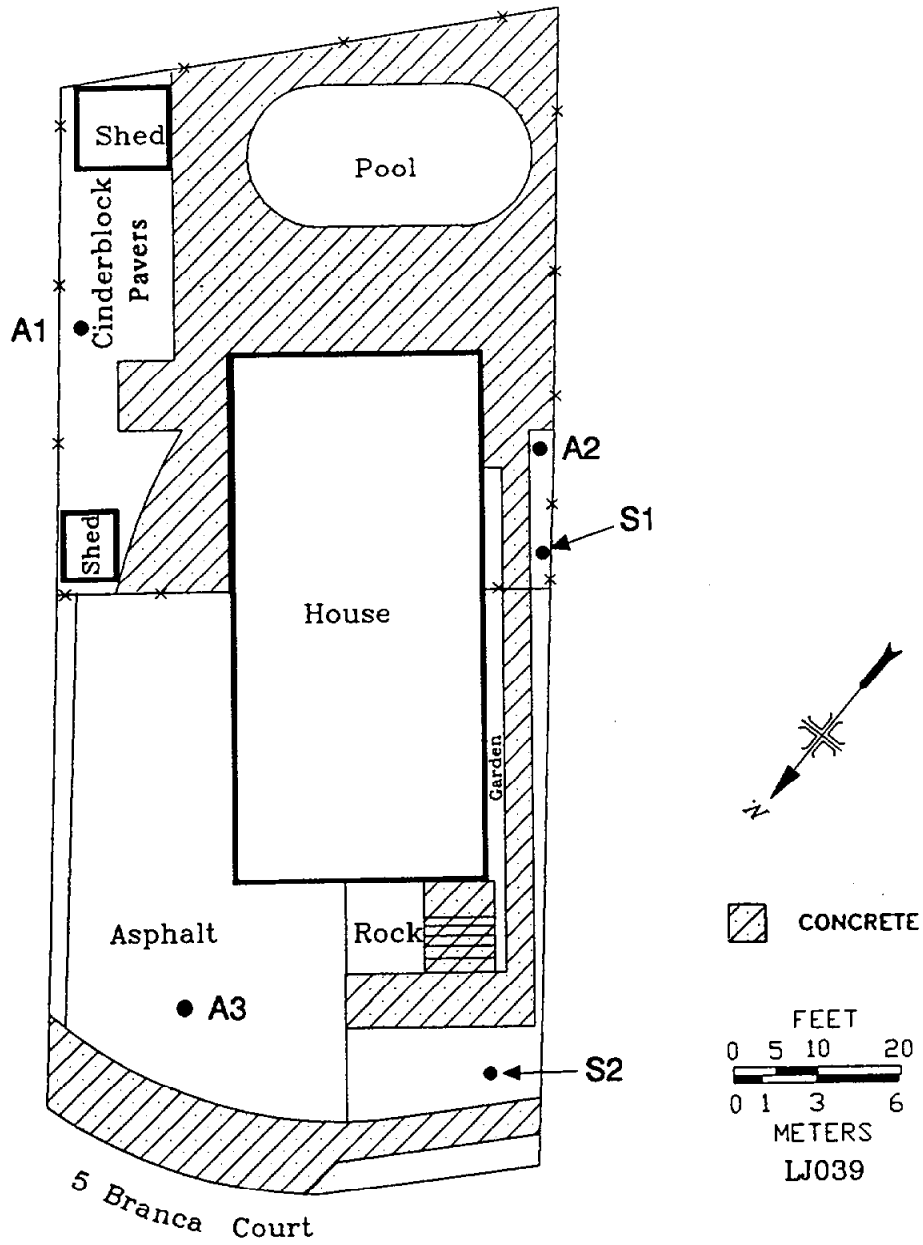 Shed
Pool
Cinderblock
Pavers
A1
A2
S1
Shed
House
Garden
N.
Asphalt
Rock
CONCRETE
A3
FEET
0 5 10 20
S2
0 1 3 6
METERS
LJ039
5 Branca Court